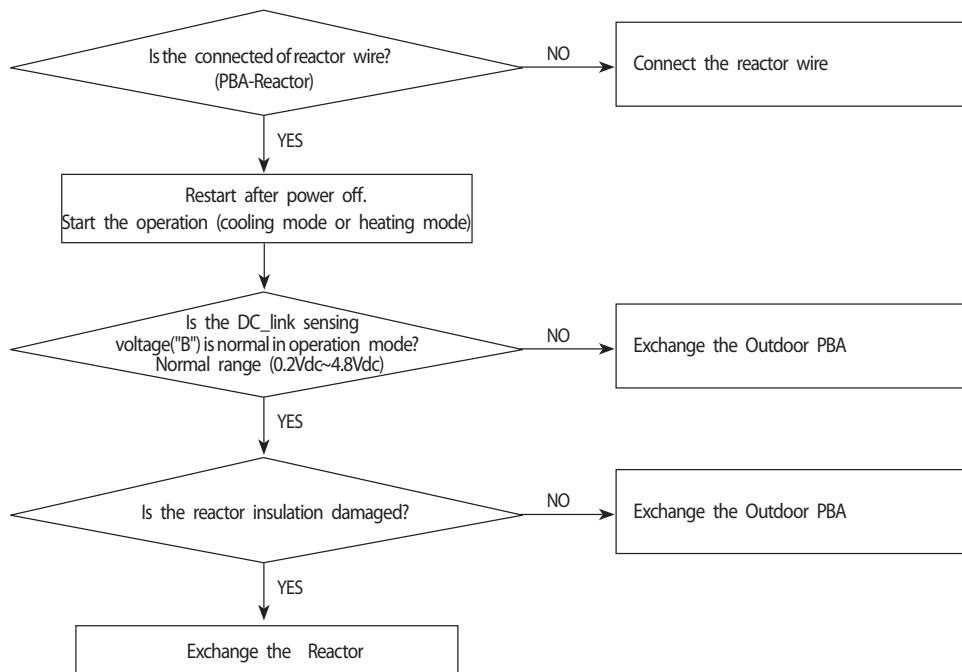 Is the connected of reactor wire?
(PBA-Reactor)
NO
Connect the reactor wire
YES
Restart after power off.
Start the operation (cooling mode or heating mode)
Is the DC_link sensing
voltage("B") is normal in operation mode?
Normal range (0.2Vdc~4.8Vdc)
NO
Exchange the Outdoor PBA
YES
Is the reactor insulation damaged?
NO
Exchange the Outdoor PBA
YES
Exchange the Reactor